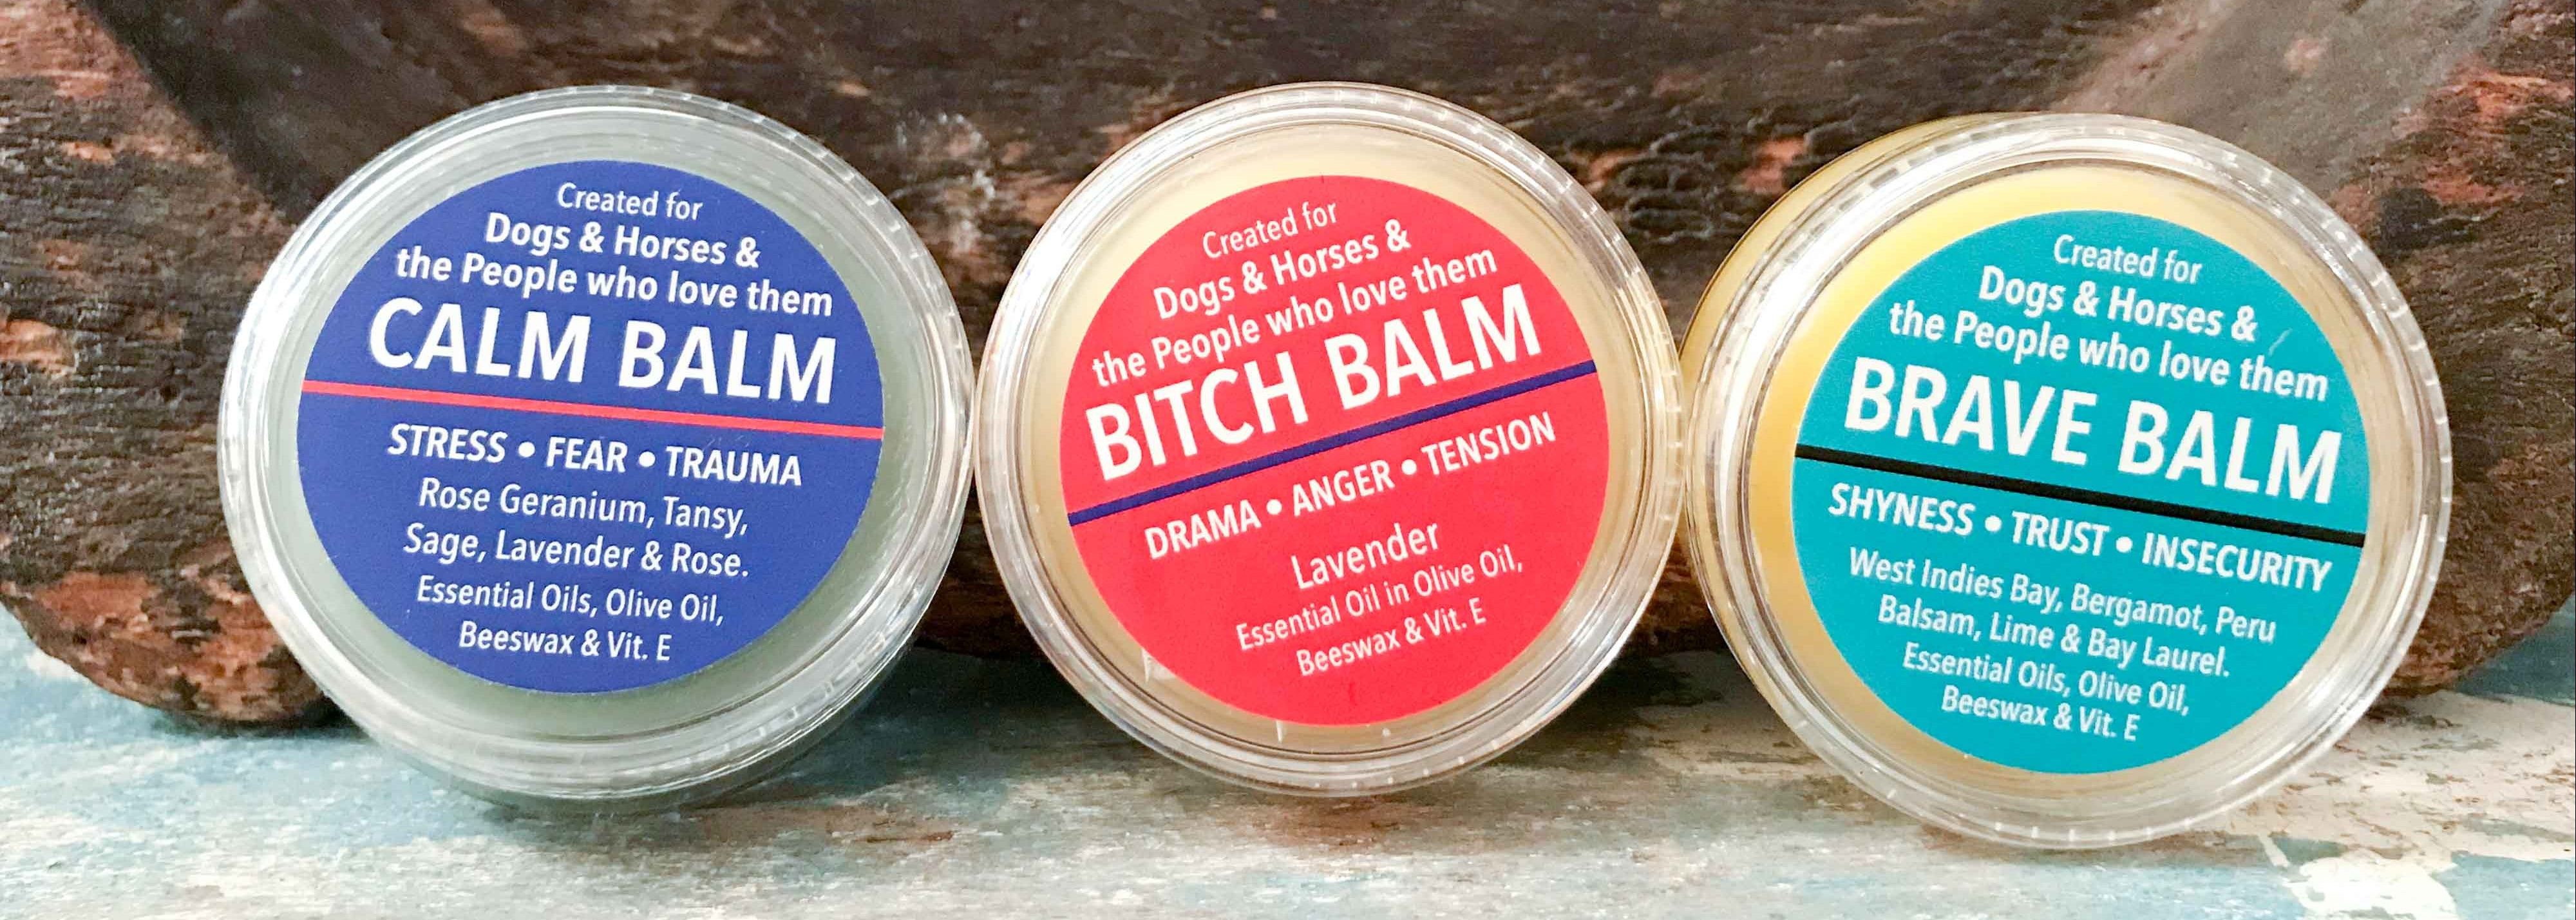 Created for
Dogs & Horses &
the People who love them
CALM BALM
STRESS • FEAR • TRAUMA
Rose Geranium, Tansy,
Sage, Lavender & Rose.
Essential Oils, Olive Oil,
Beeswax & Vit. E
Created for
Dogs & Horses &
the People who love them
BITCH BALM
DRAMA • ANGER • TENSION
Lavender
Essential Oil in Olive Oil,
Beeswax & Vit. E
Created for
Dogs & Horses &
the People who love them
BRAVE BALM
SHYNESS • TRUST • INSECURITY
West Indies Bay, Bergamot, Peru
Balsam, Lime & Bay Laurel.
Essential Oils, Olive Oil,
Beeswax & Vit. E